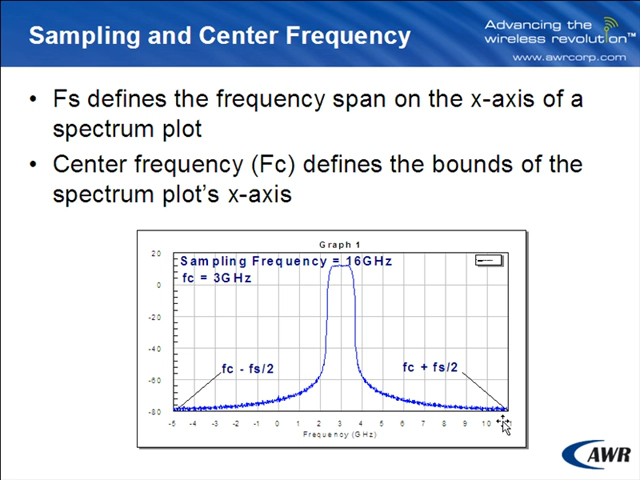 Sampling and Center Frequency
Advancing the
wireless revolution™
www.awrcorp.com
• Fs defines the frequency span on the x-axis of a
spectrum plot
• Center frequency (Fc) defines the bounds of the
spectrum plot's x-axis
Graph 1
Sampling Frequency = 16GHz
fc = 3GHz
fc - fs/2
fc + fs/2
20
0
-20
-40
-60
-80
-5 -4 -3 -2 -1 0 1 2 3 4 5 6 7 8 9 10
Frequency (GHz)
AWR